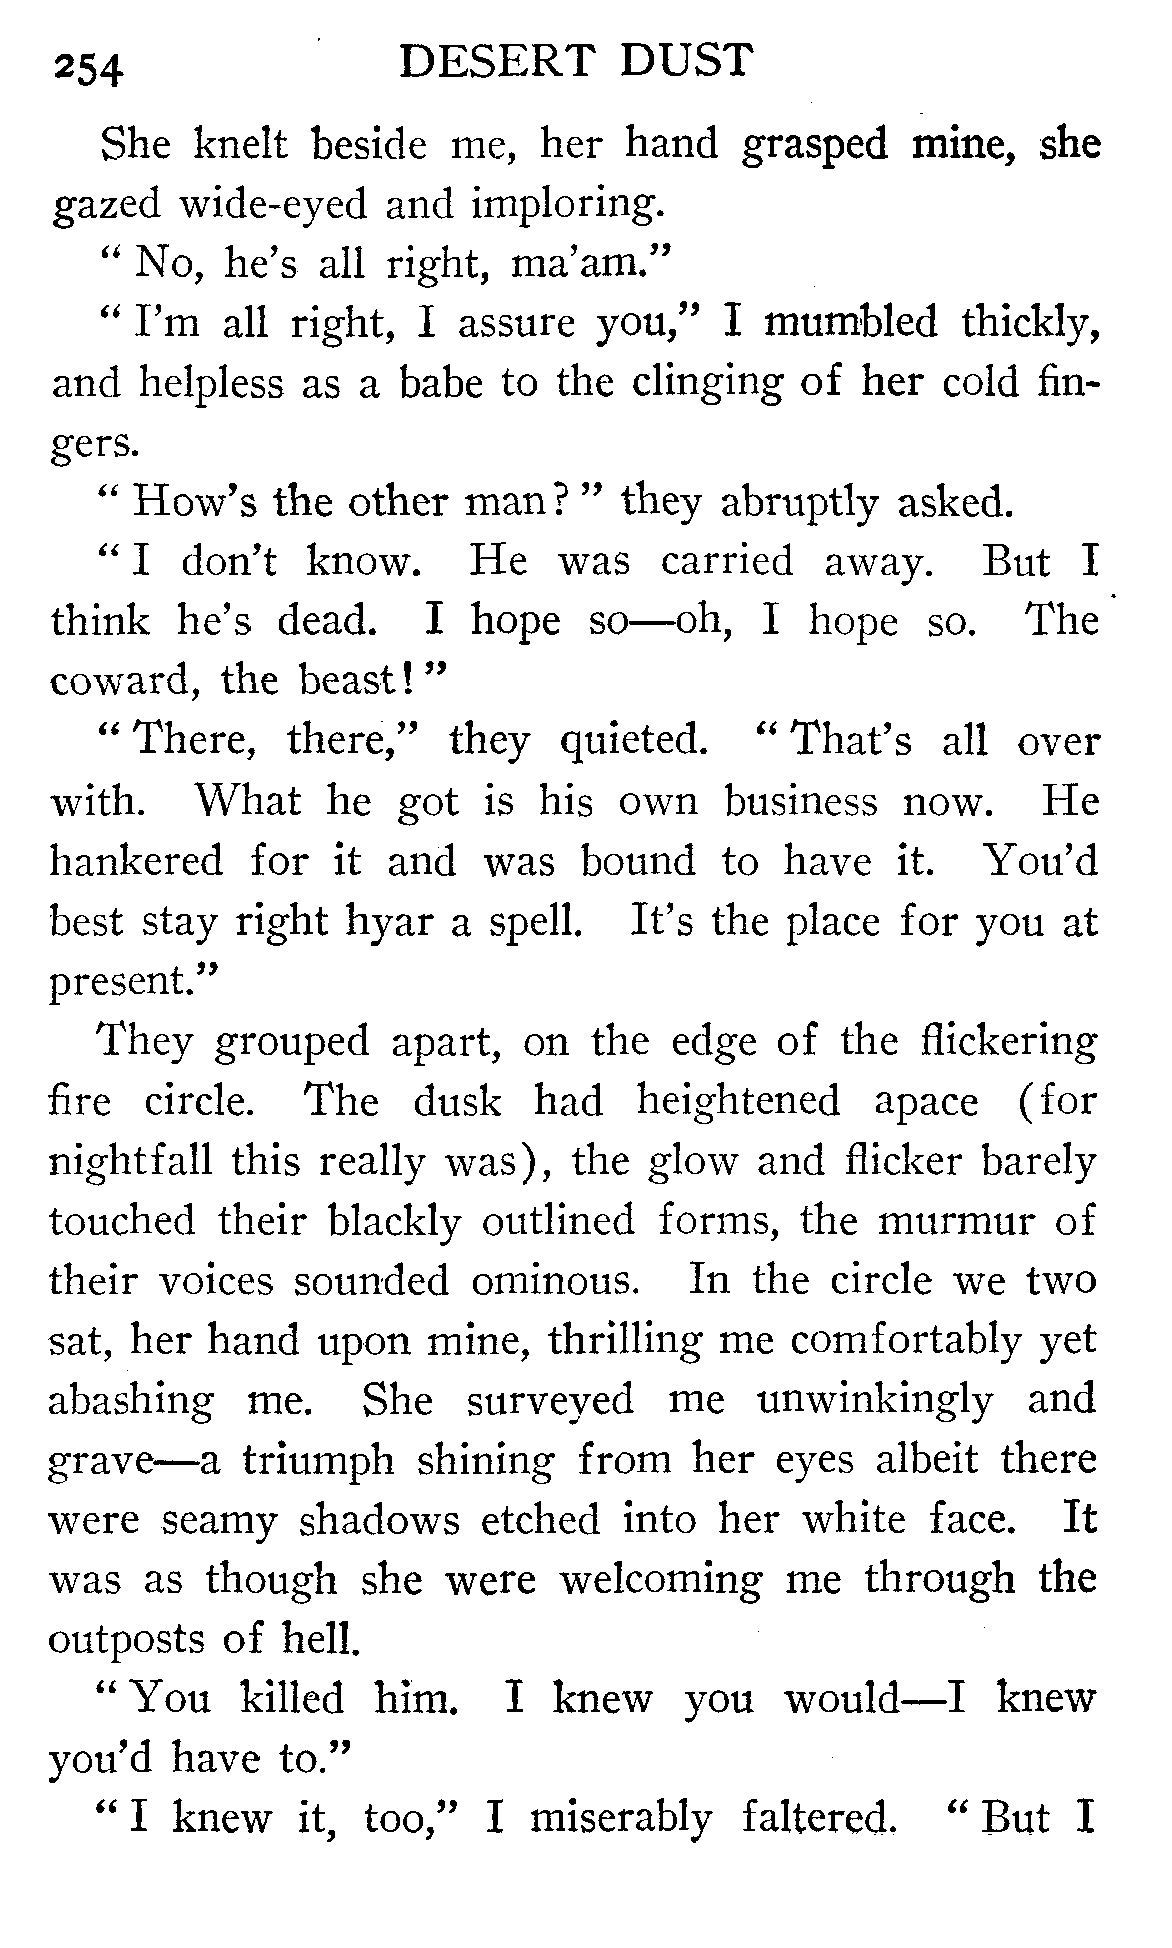 254 DESERT DUST
She knelt beside me, her hand grasped mine, she
gazed wide-eyed and imploring.
“ No, he’s all right, ma’am.”
“ I’m all right, I assure you,” I mumbled thickly,
and helpless as a babe to the clinging of her cold fin-
gers.
“ How’s the other man? ” they abruptly asked.
“ I don’t know. He was carried away. But I
think he’s dead. I hope so—oh, I hope so. The
coward, the beast! ”
“ There, there,” they quieted. “ That’s all over
with. What he got is his own business now. He
hankered for it and was bound to have it. You’d
best stay right hyar a spell. It’s the place for you at
present.”
They grouped apart, on the edge of the flickering
fire circle. The dusk had heightened apace (for
nightfall this really was), the glow and flicker barely
touched their blackly outlined forms, the murmur of
their voices sounded ominous. In the circle we two
sat, her hand upon mine, thrilling me comfortably yet
abashing me. She surveyed me unwinkingly and
grave—a triumph shining from her eyes albeit there
were seamy shadows etched into her white face. It
was as though she were welcoming me through the
outposts of hell.
“ You killed him. I knew you would—I knew
you’d have to.”
“ I knew it, too,” I miserably faltered. “ But I